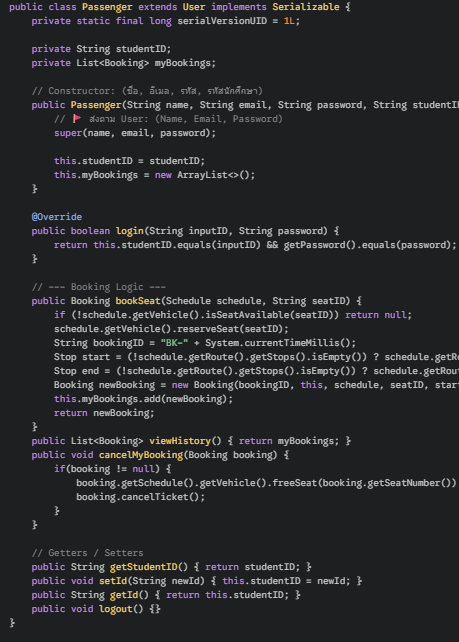 public class Passenger extends User implements Serializable {
    private static final long serialVersionUID = 1L;

    private String studentID;
    private List<Booking> myBookings;

    // Constructor: (ชื่อ, อีเมล, รหัส, รหัสนักศึกษา)
    public Passenger(String name, String email, String password, String studentID
        // 🚩 ส่งตาม User: (Name, Email, Password)
        super(name, email, password);

        this.studentID = studentID;
        this.myBookings = new ArrayList<>();
    }

    @Override
    public boolean login(String inputID, String password) {
        return this.studentID.equals(inputID) && getPassword().equals(password);
    }

    // --- Booking Logic ---
    public Booking bookSeat(Schedule schedule, String seatID) {
        if (!schedule.getVehicle().isSeatAvailable(seatID)) return null;
        schedule.getVehicle().reserveSeat(seatID);
        String bookingID = "BK-" + System.currentTimeMillis();
        Stop start = (!schedule.getRoute().getStops().isEmpty()) ? schedule.getRo
        Stop end = (!schedule.getRoute().getStops().isEmpty()) ? schedule.getRout
        Booking newBooking = new Booking(bookingID, this, schedule, seatID, start
        this.myBookings.add(newBooking);
        return newBooking;
    }
    public List<Booking> viewHistory() { return myBookings; }
    public void cancelMyBooking(Booking booking) {
        if(booking != null) {
            booking.getSchedule().getVehicle().freeSeat(booking.getSeatNumber())
            booking.cancelTicket();
        }
    }

    // Getters / Setters
    public String getStudentID() { return studentID; }
    public void setId(String newId) { this.studentID = newId; }
    public String getId() { return this.studentID; }
    public void logout() {}
}